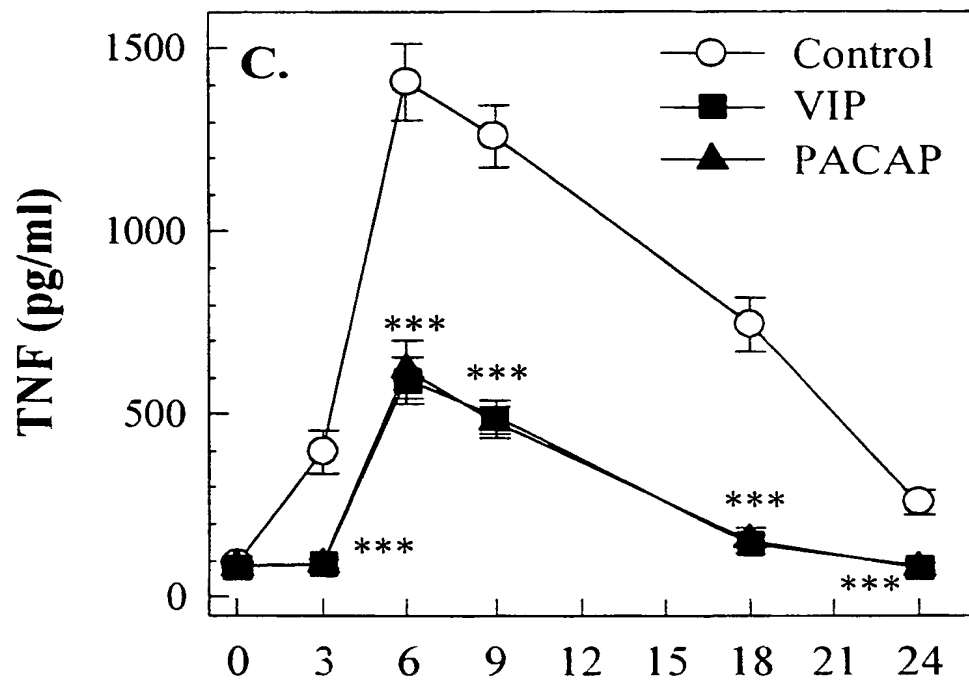 C.
Control
VIP
PACAP
TNF (pg/ml)
1500
1000
500
0
***
***
***
***
***
0 3 6 9 12 15 18 21 24